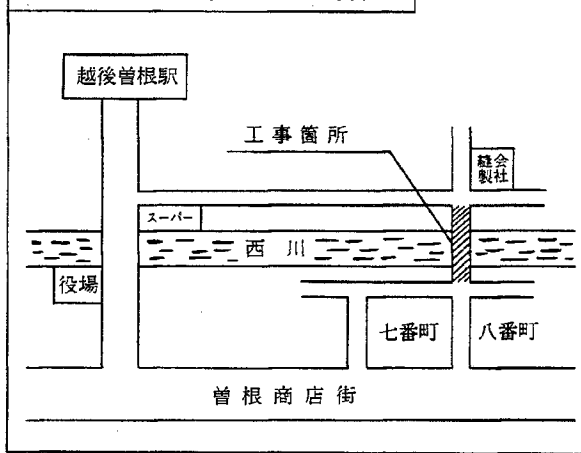 越後曽根駅
工事箇所
縫製
会社
スーパー
西川
役場
七番町
八番町
曽根商店街